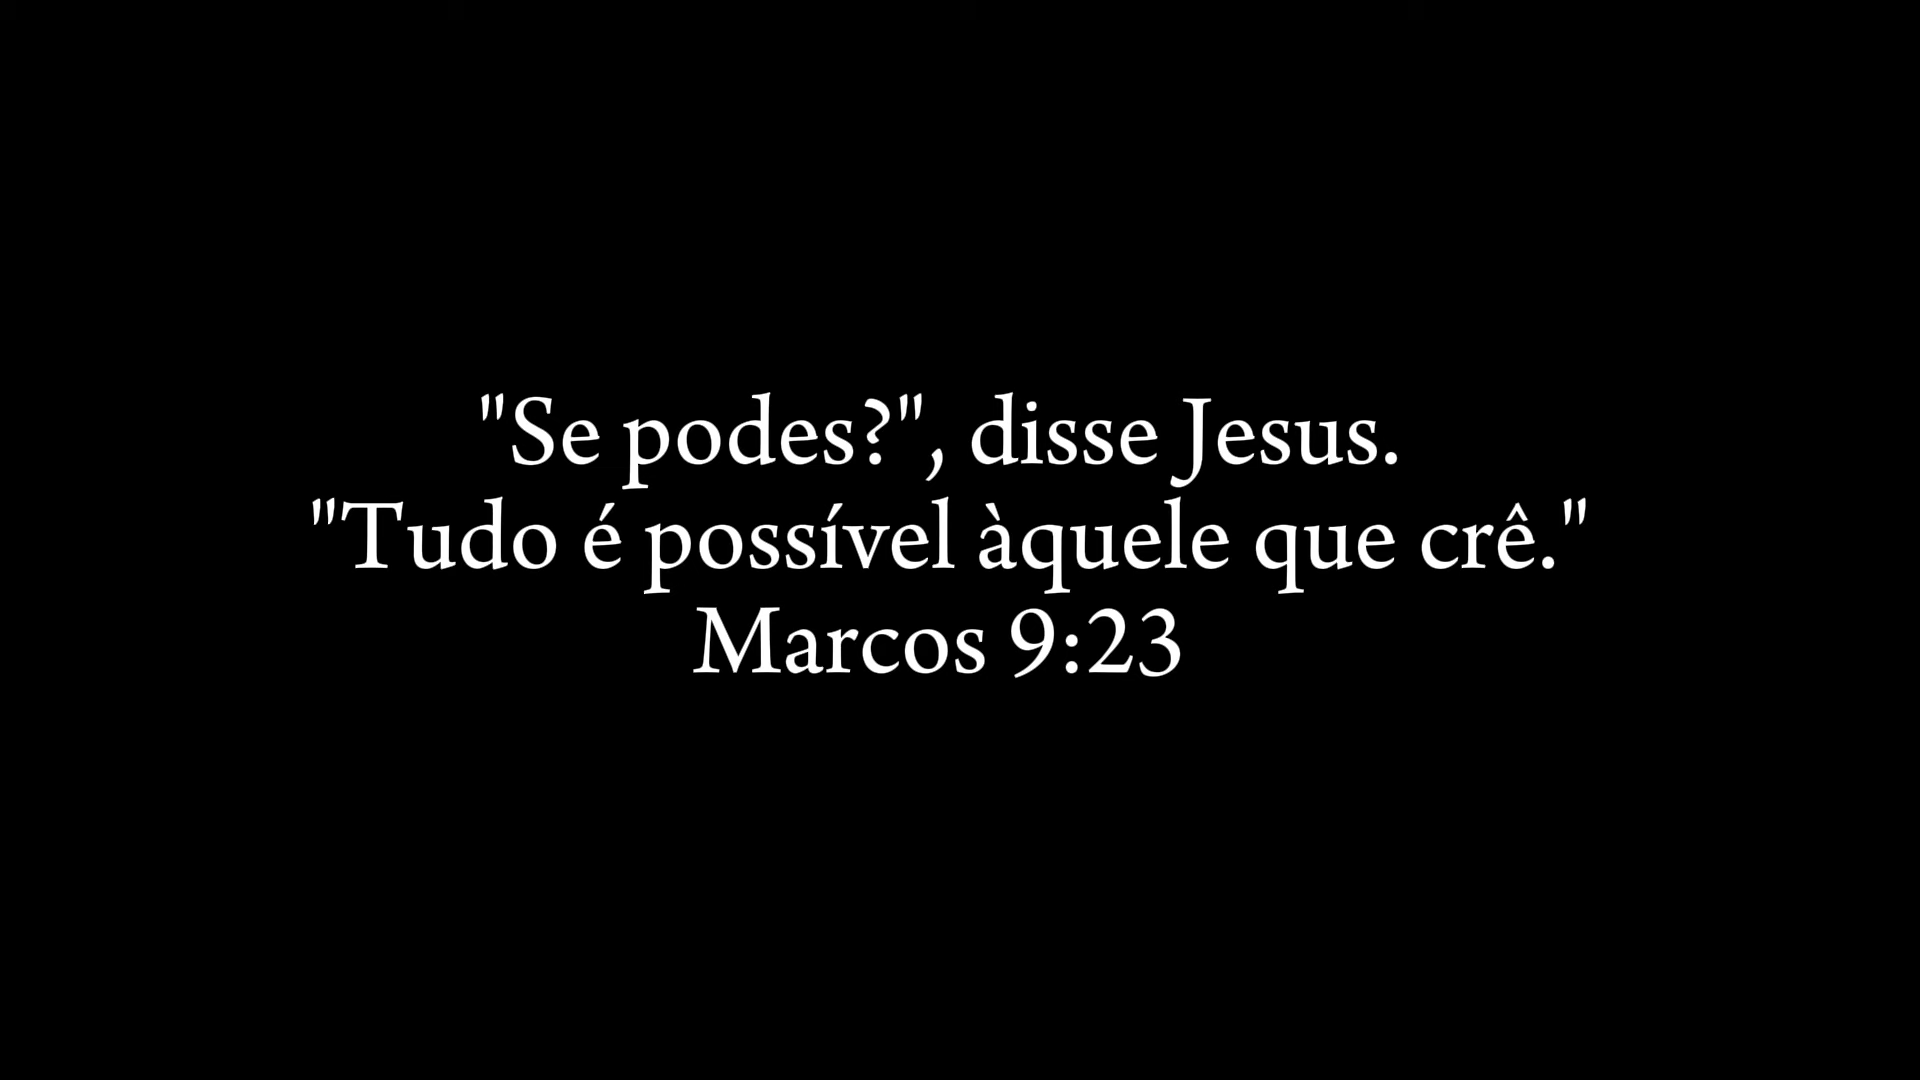 "Se podes?", disse Jesus.
"Tudo é possível àquele que crê."
Marcos 9:23